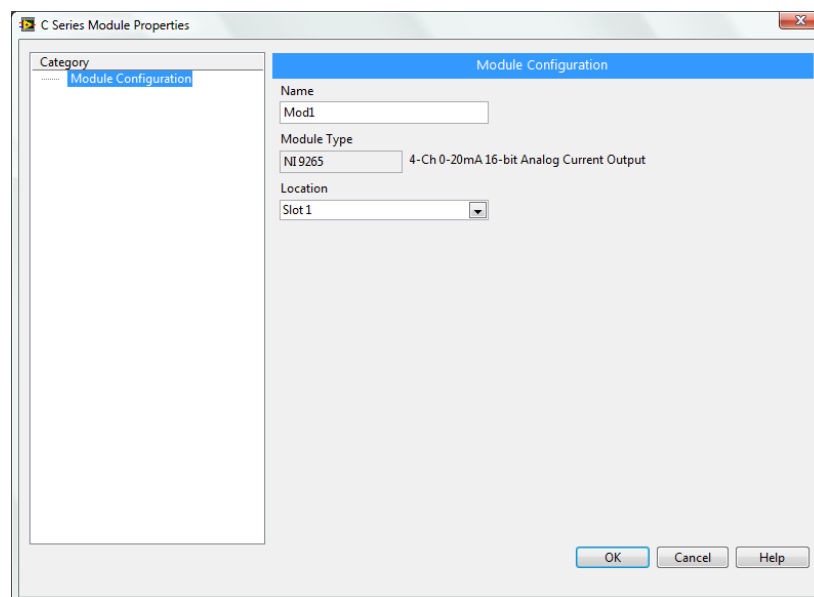 C Series Module Properties
Category
Module Configuration
Module Configuration
Name
Mod1
Module Type
NI 9265
4-Ch 0-20mA 16-bit Analog Current Output
Location
Slot 1
OK
Cancel
Help